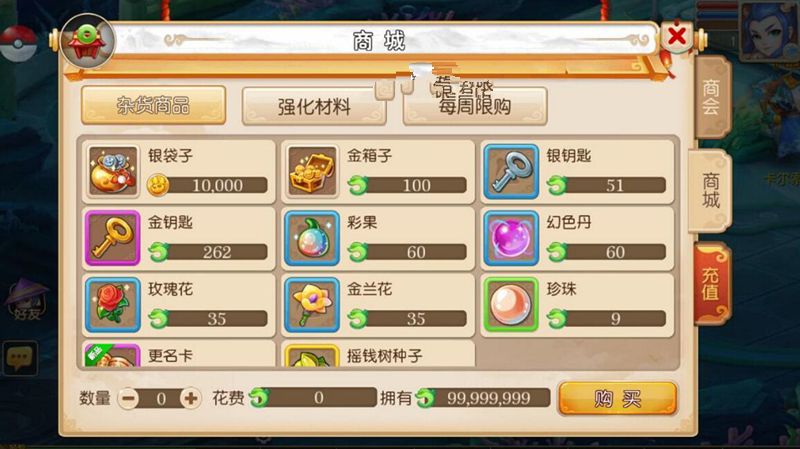 商城
杂货商品
强化材料
每周限购
商会
商城
充值
银袋子
10,000
金箱子
100
银钥匙
51
金钥匙
262
彩果
60
幻色丹
60
玫瑰花
35
金兰花
35
珍珠
9
新品
更名卡
摇钱树种子
数量
0
花费
0
拥有
99,999,999
购买
好友